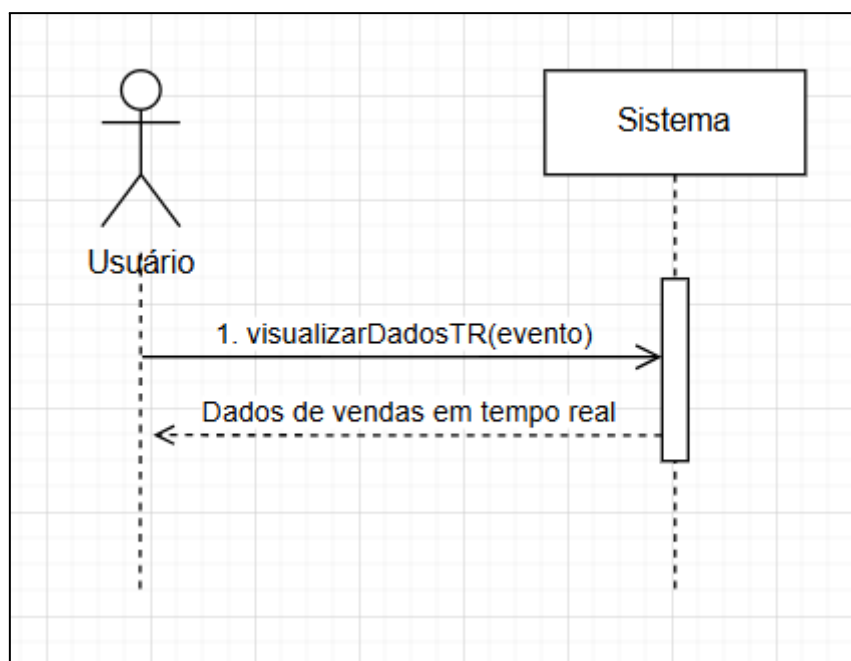 Sistema
Usuário
1. visualizarDadosTR(evento)
Dados de vendas em tempo real